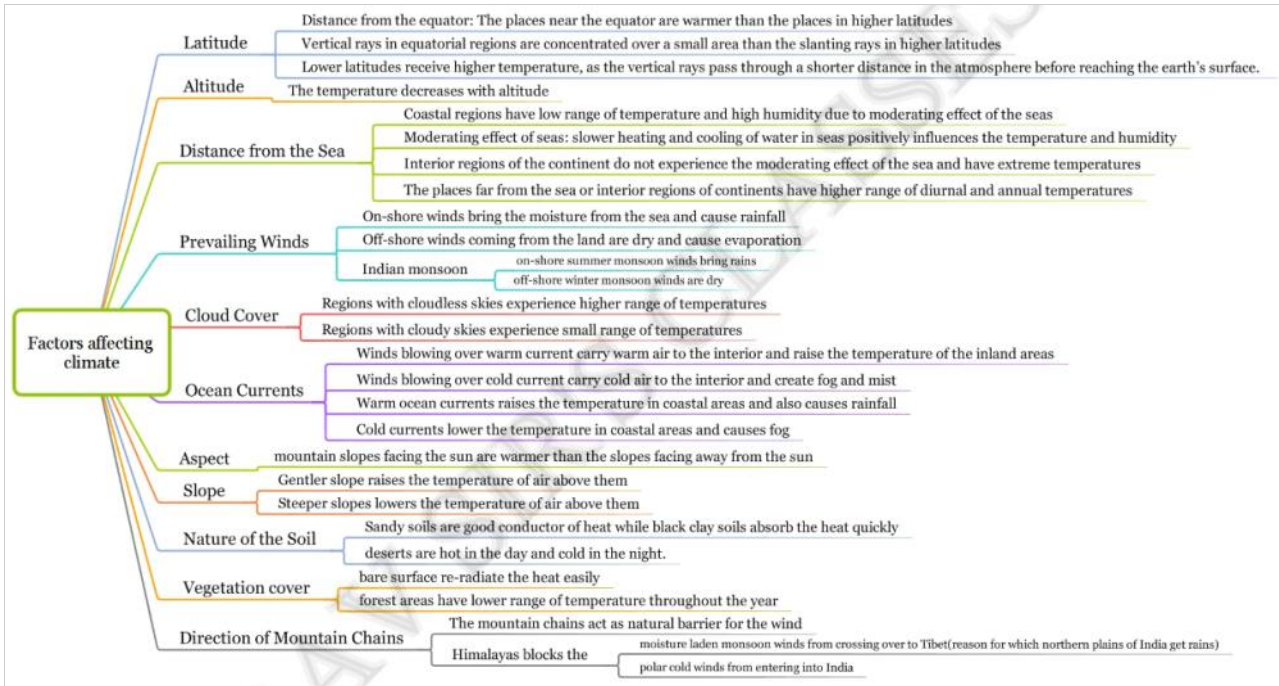 Factors affecting
climate
Latitude
Distance from the equator: The places near the equator are warmer than the places in higher latitudes
Vertical rays in equatorial regions are concentrated over a small area than the slanting rays in higher latitudes
Lower latitudes receive higher temperature, as the vertical rays pass through a shorter distance in the atmosphere before reaching the earth's surface.
Altitude
The temperature decreases with altitude
Distance from the Sea
Coastal regions have low range of temperature and high humidity due to moderating effect of the seas
Moderating effect of seas: slower heating and cooling of water in seas positively influences the temperature and humidity
Interior regions of the continent do not experience the moderating effect of the sea and have extreme temperatures
The places far from the sea or interior regions of continents have higher range of diurnal and annual temperatures
Prevailing Winds
On-shore winds bring the moisture from the sea and cause rainfall
Off-shore winds coming from the land are dry and cause evaporation
Indian monsoon
on-shore summer monsoon winds bring rains
off-shore winter monsoon winds are dry
Cloud Cover
Regions with cloudless skies experience higher range of temperatures
Regions with cloudy skies experience small range of temperatures
Ocean Currents
Winds blowing over warm current carry warm air to the interior and raise the temperature of the inland areas
Winds blowing over cold current carry cold air to the interior and create fog and mist
Warm ocean currents raises the temperature in coastal areas and also causes rainfall
Cold currents lower the temperature in coastal areas and causes fog
Aspect
mountain slopes facing the sun are warmer than the slopes facing away from the sun
Slope
Gentler slope raises the temperature of air above them
Steeper slopes lowers the temperature of air above them
Nature of the Soil
Sandy soils are good conductor of heat while black clay soils absorb the heat quickly
deserts are hot in the day and cold in the night.
Vegetation cover
bare surface re-radiate the heat easily
forest areas have lower range of temperature throughout the year
Direction of Mountain Chains
The mountain chains act as natural barrier for the wind
Himalayas blocks the
moisture laden monsoon winds from crossing over to Tibet(reason for which northern plains of India get rains)
polar cold winds from entering into India
AV SIR'S CLASSES